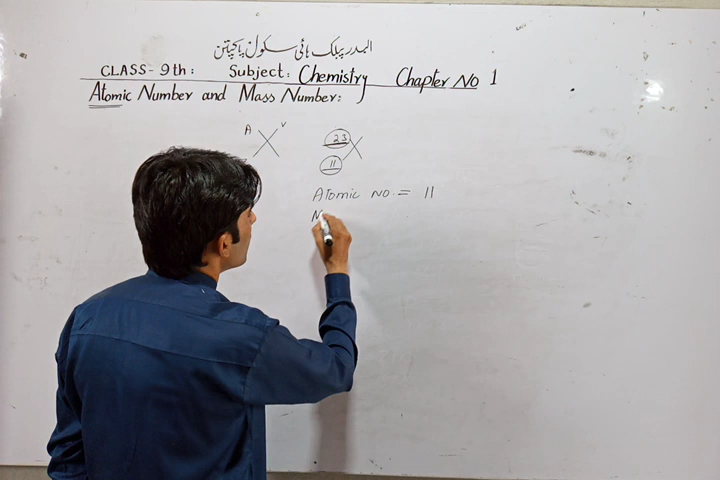 البدر پبلک ہائی سکول پاکپتن
CLASS - 9th: Subject: Chemistry Chapter No 1
Atomic Number and Mass Number:
A X v
23
11 X
Atomic NO = 11
N